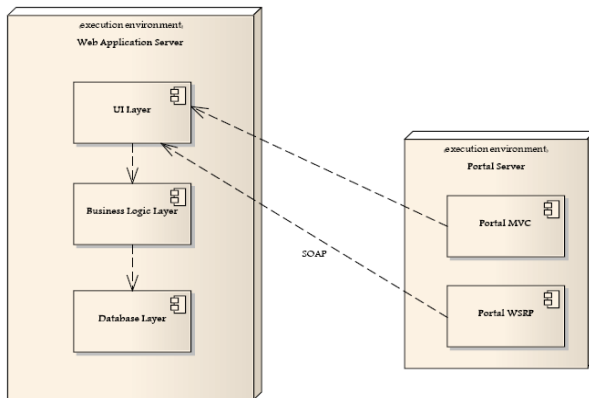 «execution environment»
Web Application Server
UI Layer
Business Logic Layer
Database Layer
SOAP
«execution environment»
Portal Server
Portal MVC
Portal WSRP